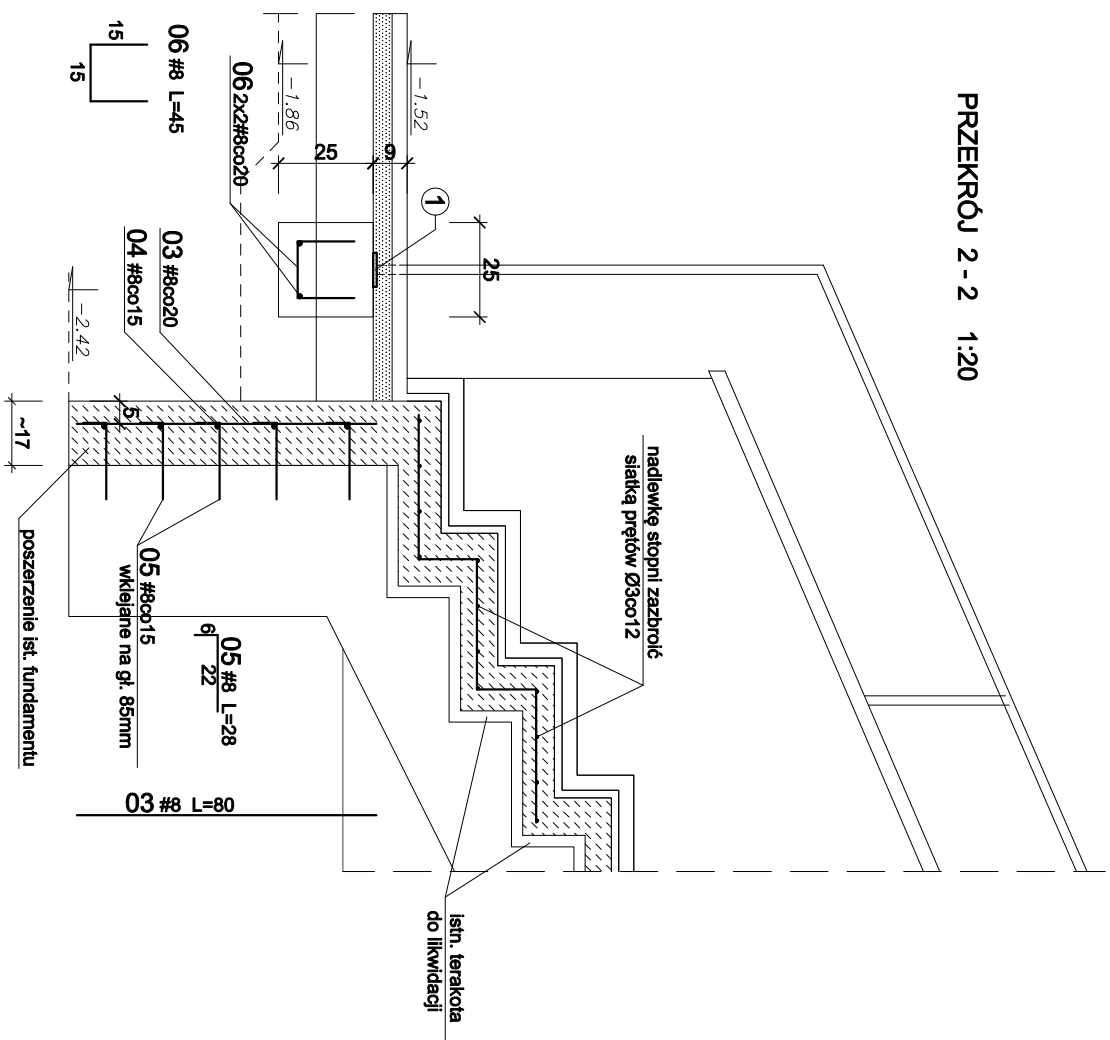 PRZEKRÓJ 2 - 2 1:20
-1.52
-1.86
9
25
25
1
06 2x2#8co20
06 #8 L=45
15
15
03 #8co20
04 #8co15
-2.42
5
~17
nadlewkę stopni zazbroić
siatką prętów Ø3co12
05 #8co15
wklejane na gł. 85mm
05 #8 L=28
6
22
poszerzenie ist. fundamentu
03 #8 L=80
istn. terakota
do likwidacji